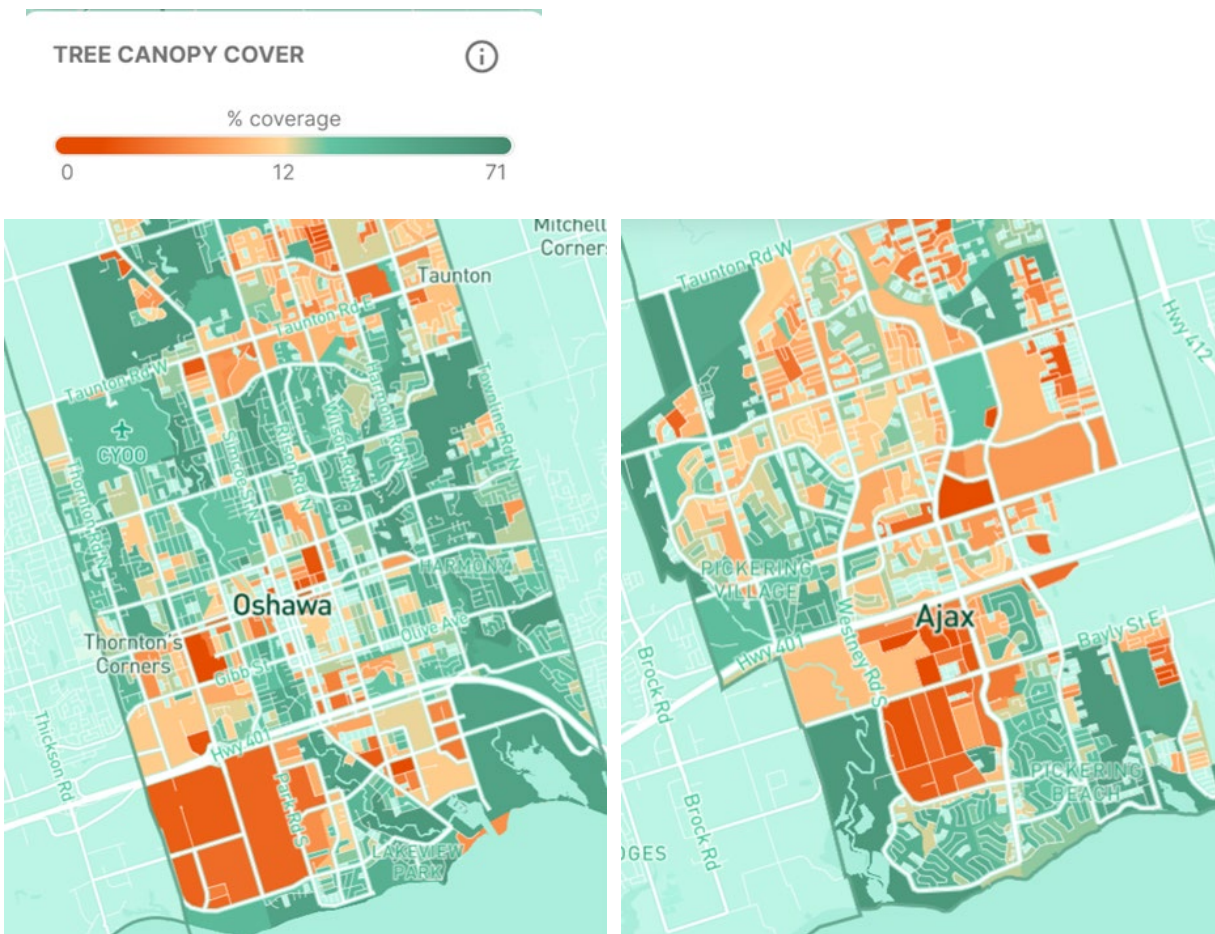 TREE CANOPY COVER
% coverage
0 12 71
Mitchell
Corners
Taunton
Taunton Rd E
Taunton Rd W
CYOO
Thornton Rd N
Simcoe St N
Ritson Rd N
Wilson Rd N
Harmony Rd N
Townline Rd N
HARMONY
Oshawa
Olive Ave
Thornton's
Corners
Gibb St
Hwy 401
Thickson Rd
Park Rd S
LAKEVIEW
PARK
Taunton Rd W
Hwy 412
PICKERING
VILLAGE
Ajax
Westney Rd S
Bayly St E
Hwy 401
Brock Rd
PICKERING
BEACH
Brock Rd
DGES